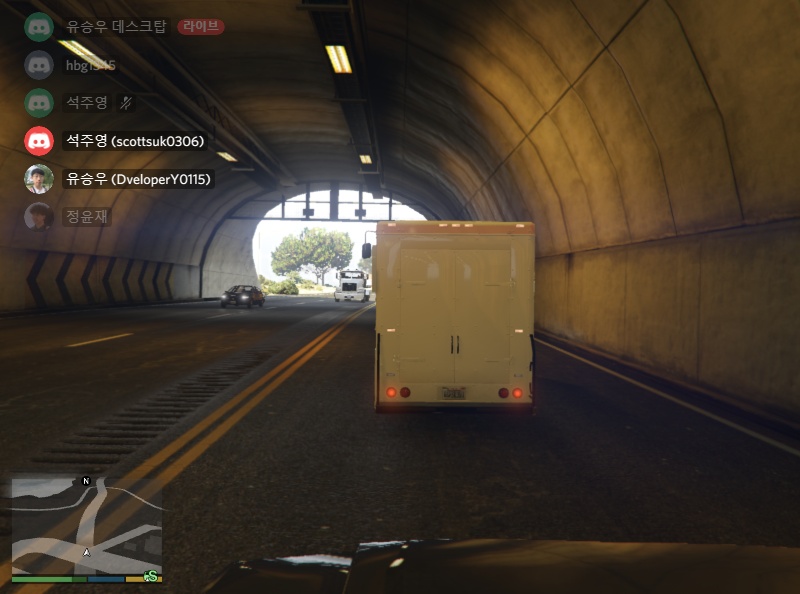 유승우 데스크탑 라이브
hbg1345
석주영
석주영 (scottsuk0306)
유승우 (DveloperY0115)
정윤재
N
S